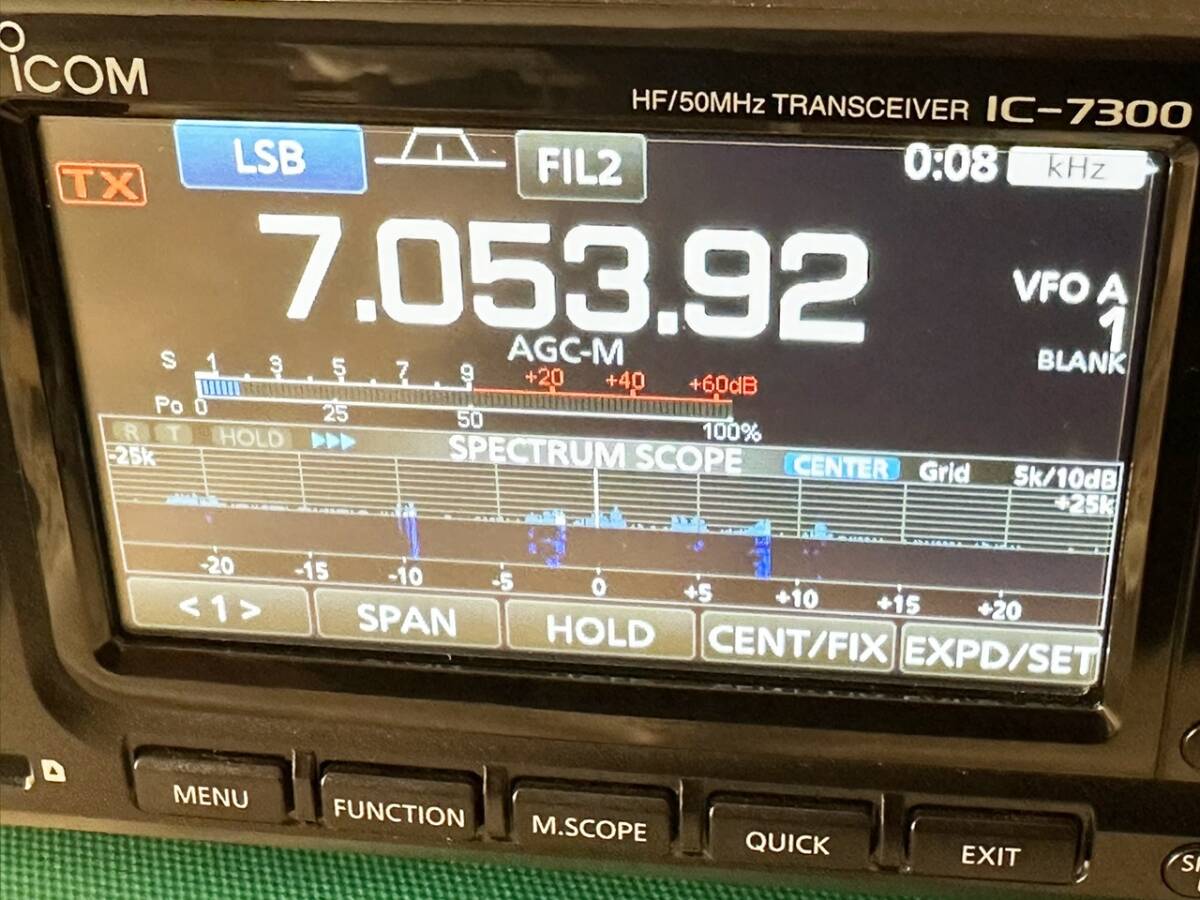 ICOM
HF/50MHz TRANSCEIVER IC-7300
TX LSB FIL2 0:08 kHz
7.053.92
VFO A
1
BLANK
AGC-M
S 1 3 5 7 9 +20 +40 +60dB
Po 0 25 50 100%
R T HOLD SPECTRUM SCOPE CENTER Grid 5k/10dB
-25k +25k
-20 -15 -10 -5 0 +5 +10 +15 +20
< 1 > SPAN HOLD CENT/FIX EXPD/SET
MENU FUNCTION M.SCOPE QUICK EXIT